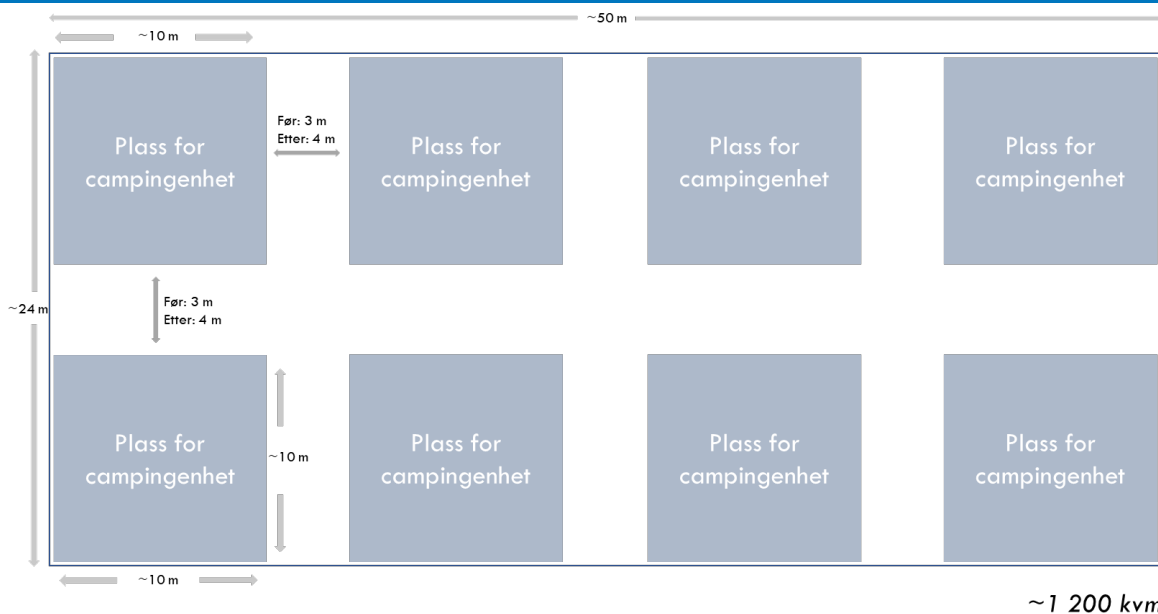 ~50 m
~10 m
Plass for
campingenhet
Før: 3 m
Etter: 4 m
Plass for
campingenhet
Plass for
campingenhet
Plass for
campingenhet
~24 m
Før: 3 m
Etter: 4 m
Plass for
campingenhet
~10 m
Plass for
campingenhet
Plass for
campingenhet
Plass for
campingenhet
~10 m
~1 200 kvm